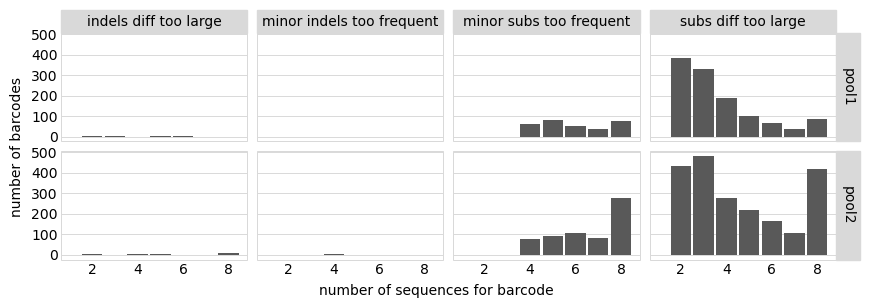 indels diff too large minor indels too frequent minor subs too frequent subs diff too large
500
400
300
200
100
0
pool1
500
400
300
200
100
0
pool2
number of barcodes
2 4 6 8 2 4 6 8 2 4 6 8 2 4 6 8
number of sequences for barcode